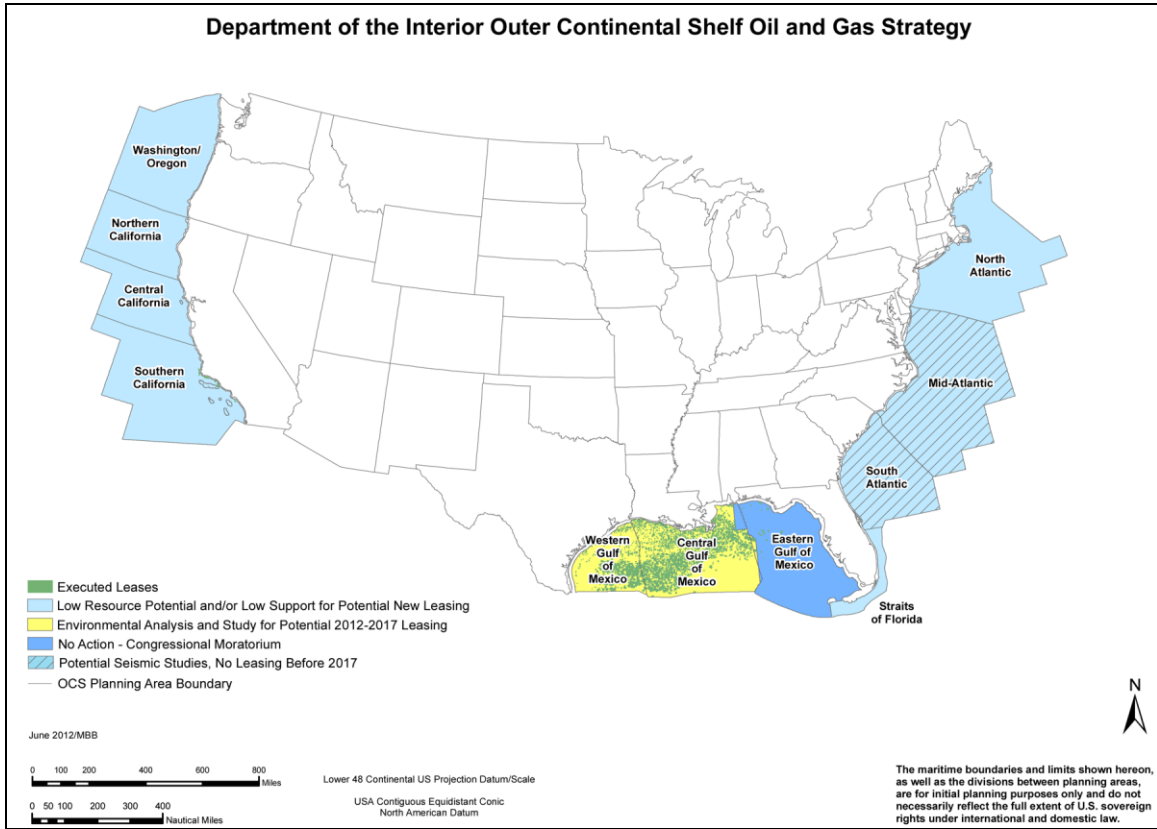 Department of the Interior Outer Continental Shelf Oil and Gas Strategy
Washington/
Oregon
Northern
California
Central
California
Southern
California
North
Atlantic
Mid-Atlantic
South
Atlantic
Western
Gulf
of
Mexico
Central
Gulf
of
Mexico
Eastern
Gulf of
Mexico
Straits
of Florida
Executed Leases
Low Resource Potential and/or Low Support for Potential New Leasing
Environmental Analysis and Study for Potential 2012-2017 Leasing
No Action - Congressional Moratorium
Potential Seismic Studies, No Leasing Before 2017
OCS Planning Area Boundary
N
June 2012/MBB
0 100 200 400 600 800
Miles
0 50 100 200 300 400
Nautical Miles
Lower 48 Continental US Projection Datum/Scale
USA Contiguous Equidistant Conic
North American Datum
The maritime boundaries and limits shown hereon,
as well as the divisions between planning areas,
are for initial planning purposes only and do not
necessarily reflect the full extent of U.S. sovereign
rights under international and domestic law.